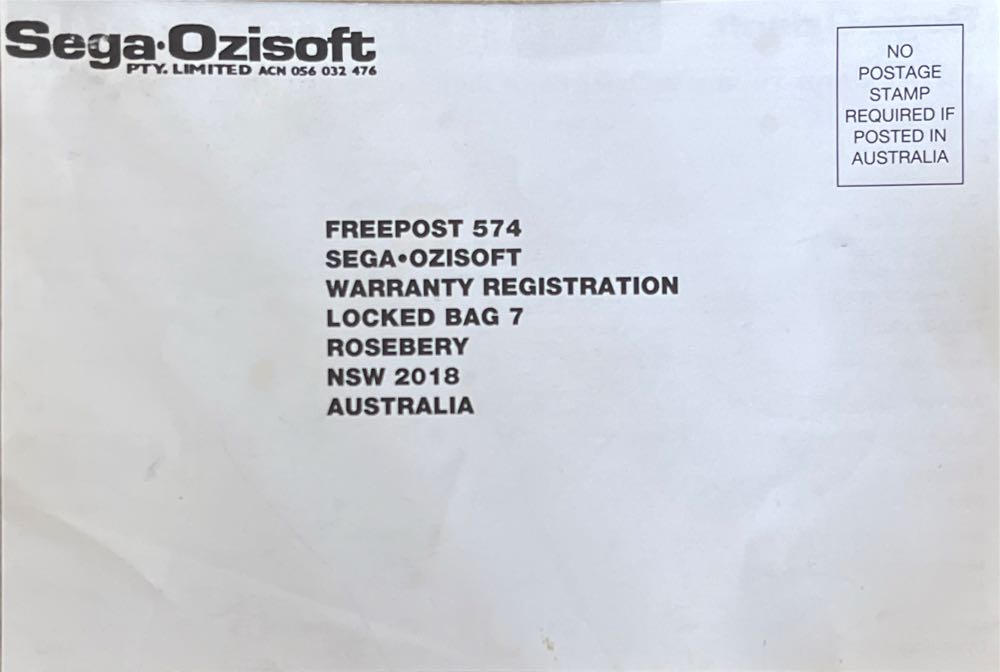 Sega·Ozisoft
PTY. LIMITED ACN 056 032 476
NO
POSTAGE
STAMP
REQUIRED IF
POSTED IN
AUSTRALIA
FREEPOST 574
SEGA•OZISOFT
WARRANTY REGISTRATION
LOCKED BAG 7
ROSEBERY
NSW 2018
AUSTRALIA